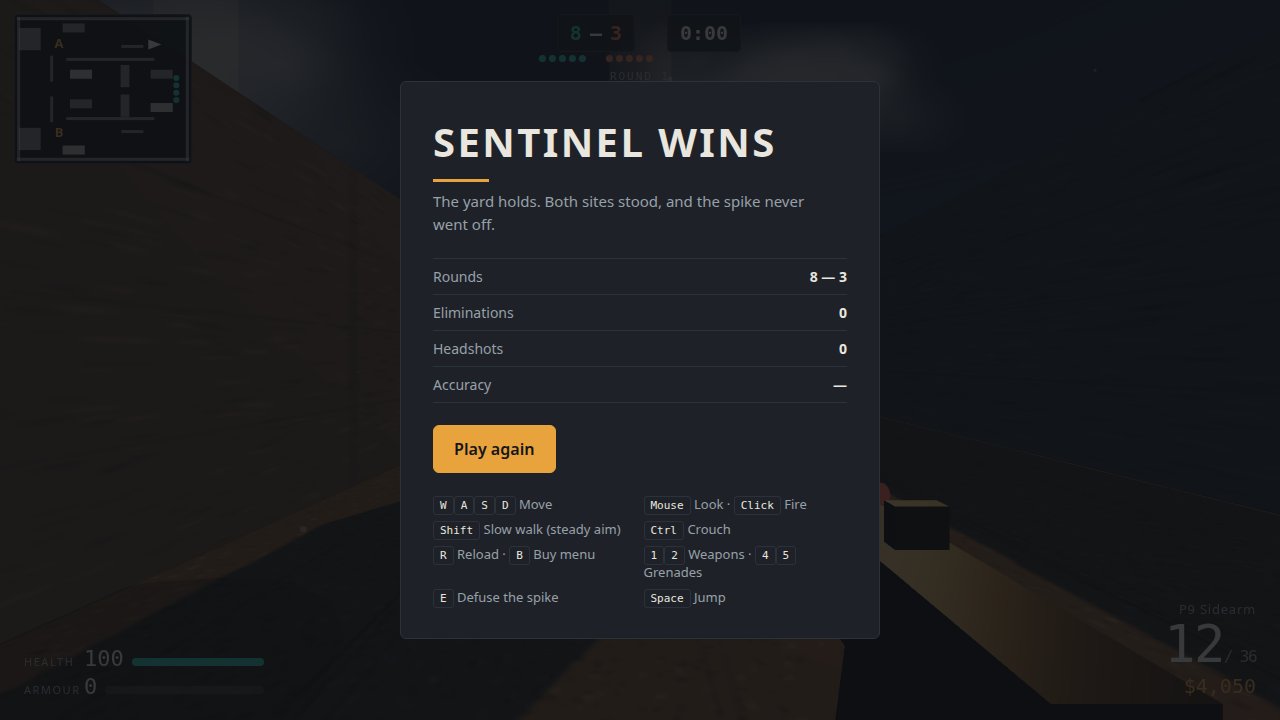 A
B
8 — 3
0:00
ROUND
SENTINEL WINS
The yard holds. Both sites stood, and the spike never
went off.
Rounds 8 — 3
Eliminations 0
Headshots 0
Accuracy —
Play again
W A S D Move
Mouse Look · Click Fire
Shift Slow walk (steady aim)
Ctrl Crouch
R Reload · B Buy menu
1 2 Weapons · 4 5
Grenades
E Defuse the spike
Space Jump
HEALTH 100
ARMOUR 0
P9 Sidearm
12 / 36
$4,050